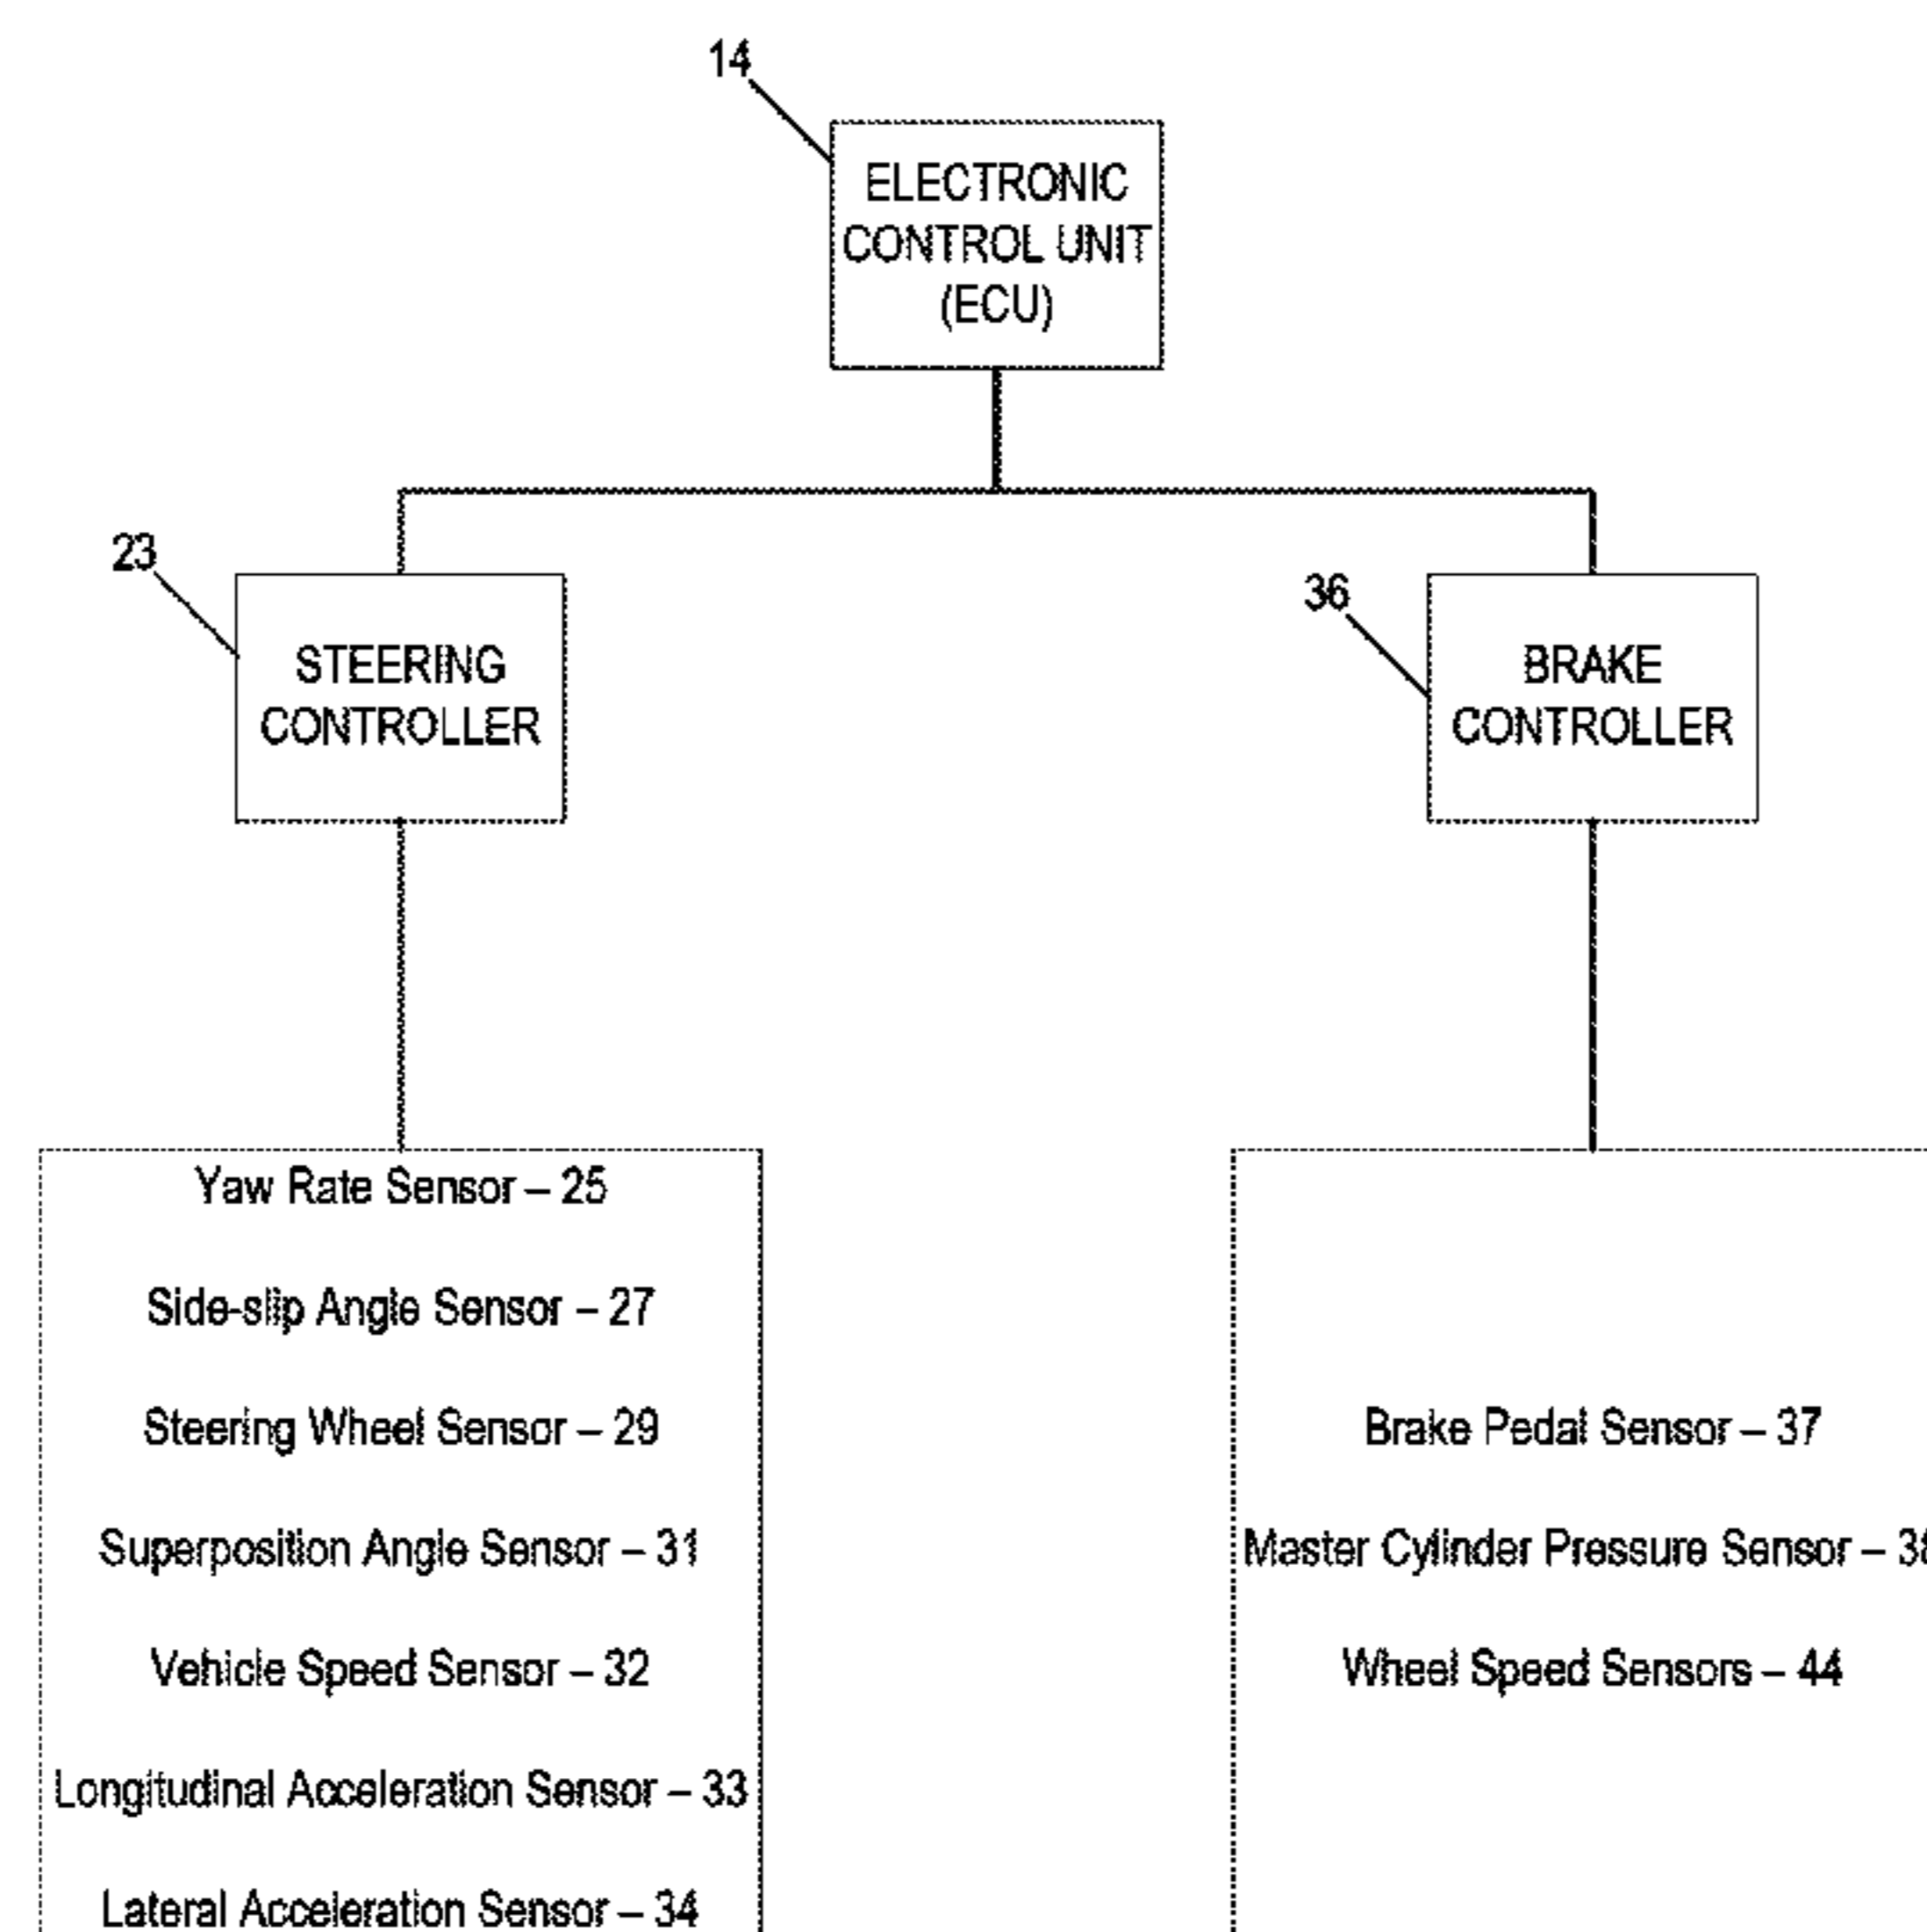 14
ELECTRONIC
CONTROL UNIT
(ECU)
23
STEERING
CONTROLLER
36
BRAKE
CONTROLLER
Yaw Rate Sensor – 25
Side-slip Angle Sensor – 27
Steering Wheel Sensor – 29
Superposition Angle Sensor – 31
Vehicle Speed Sensor – 32
Longitudinal Acceleration Sensor – 33
Lateral Acceleration Sensor – 34
Brake Pedal Sensor – 37
Master Cylinder Pressure Sensor –
Wheel Speed Sensors – 44